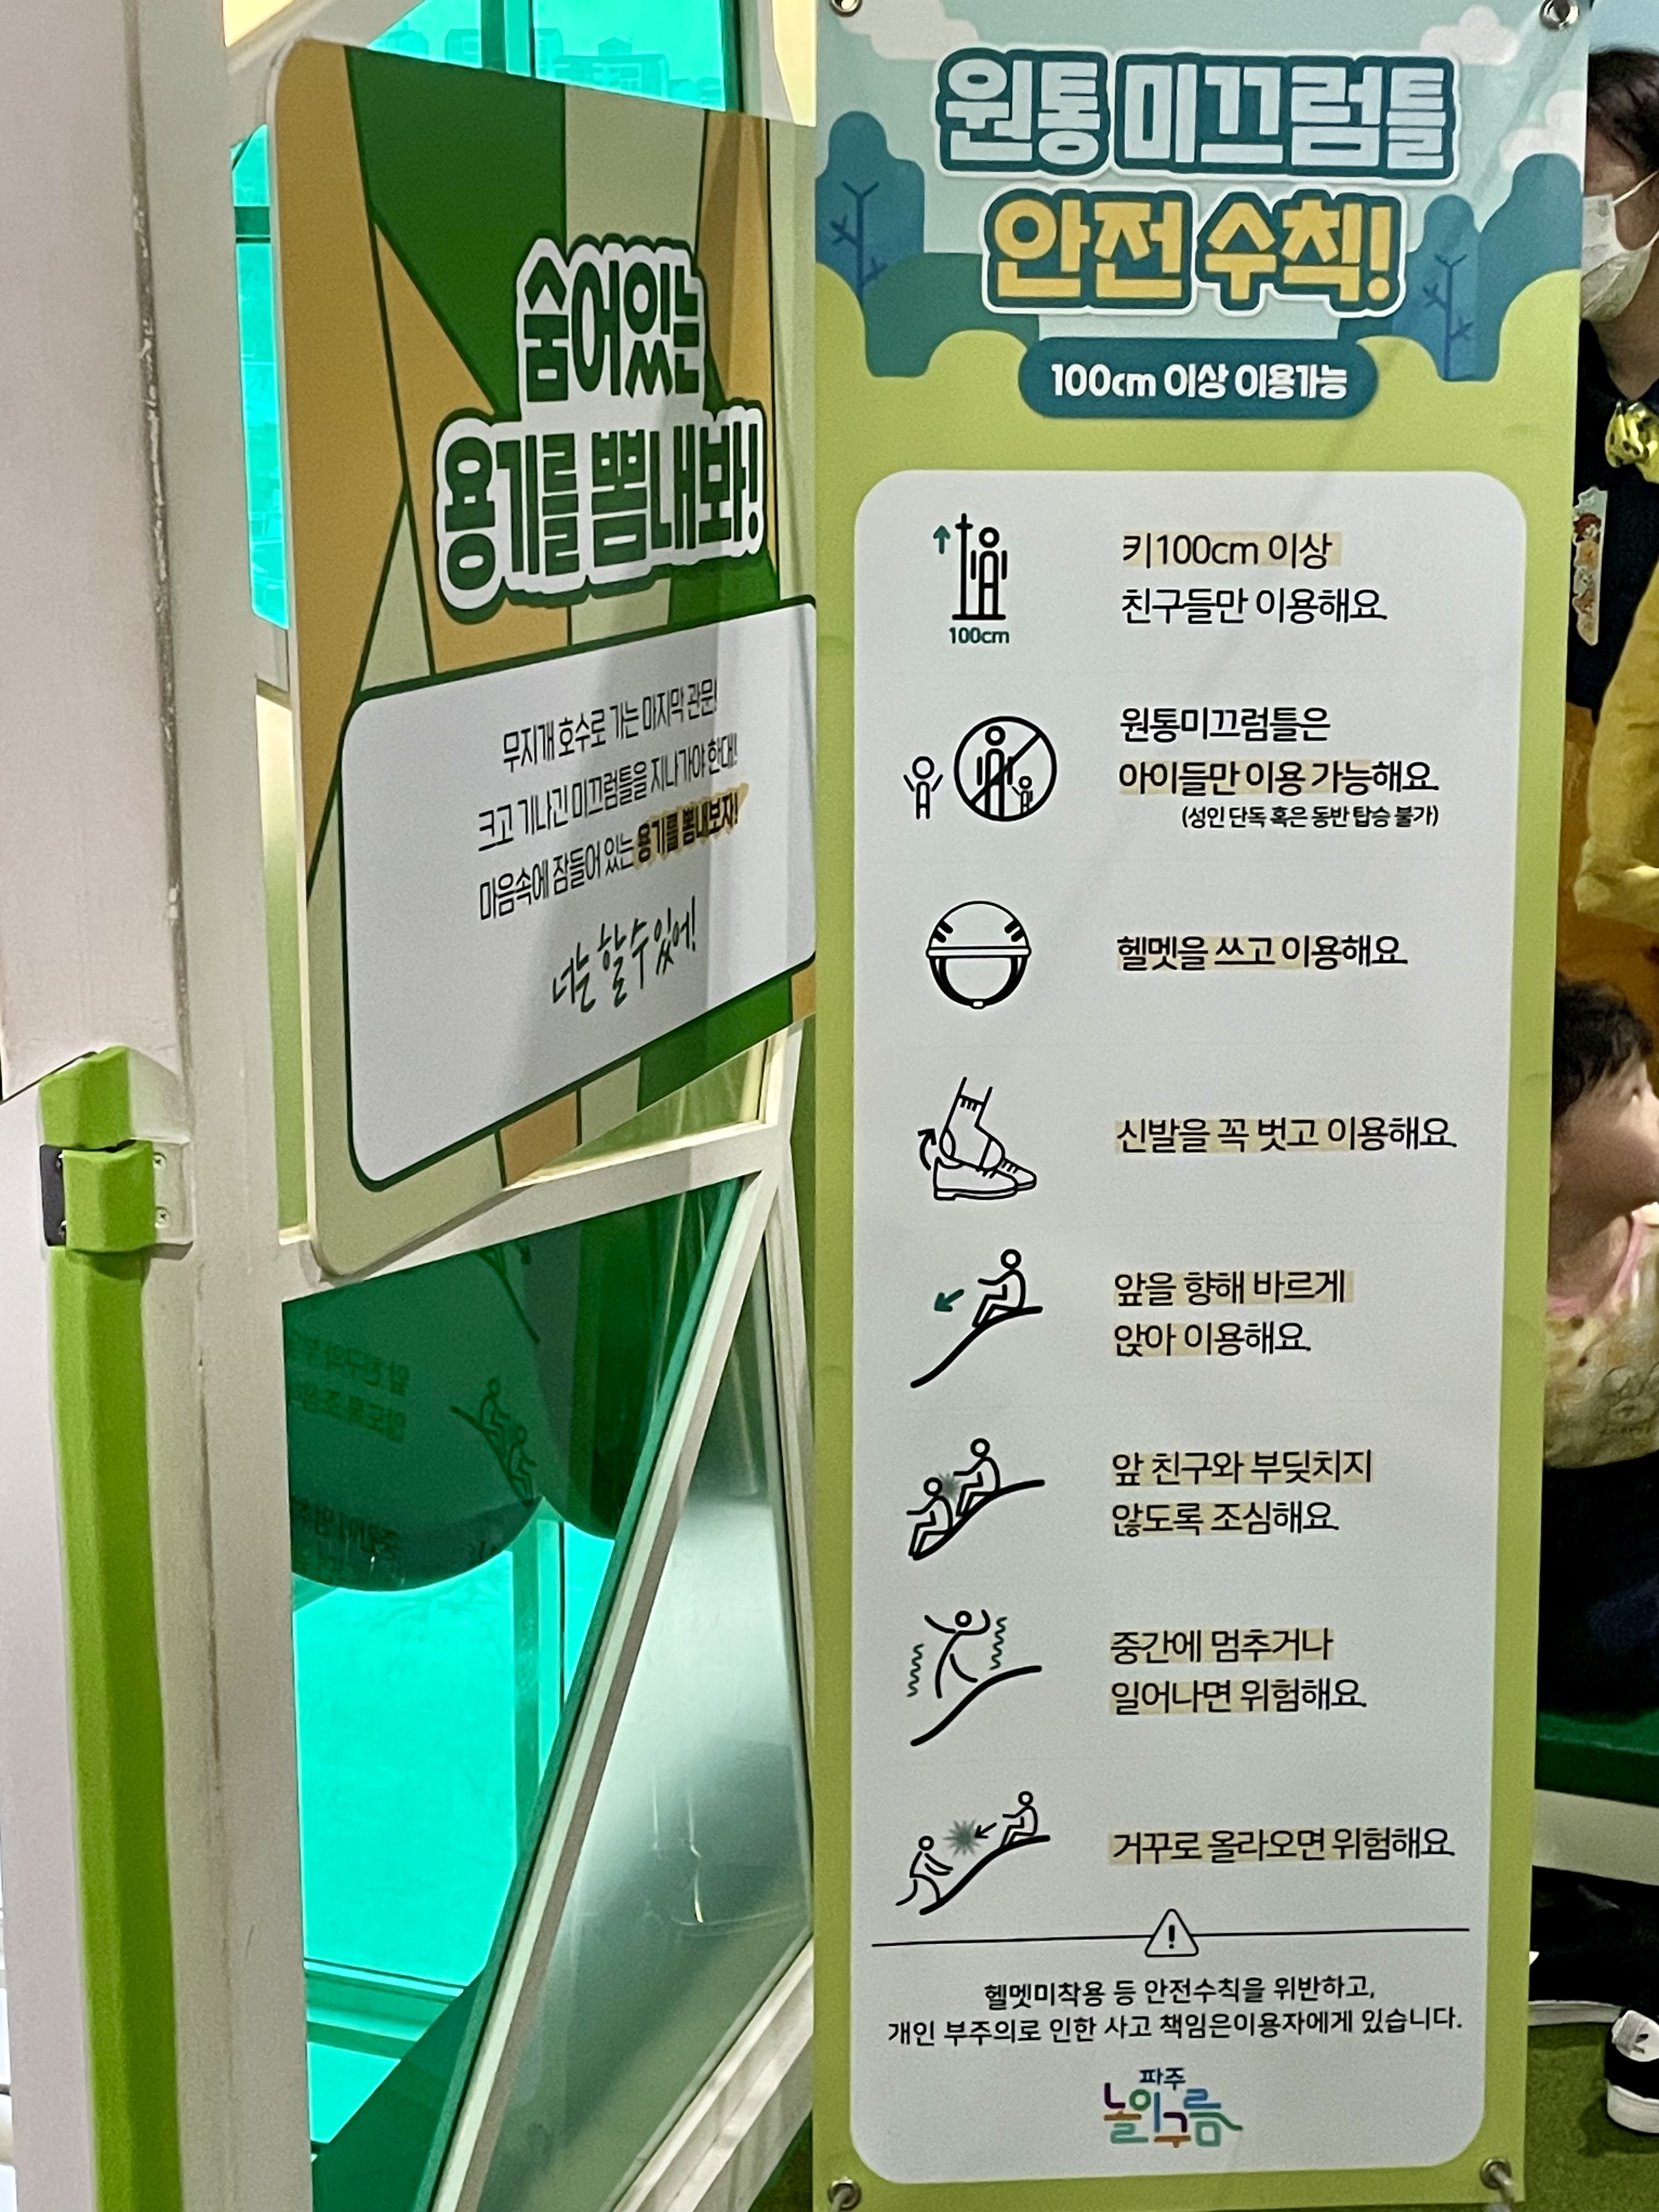 숨어있는
용기를 뽐내봐!
무지개 호수로 가는 마지막 관문!
크고 기나긴 미끄럼틀을 지나가야 한대!
마음속에 잠들어 있는 용기를 뽐내보자!
너는 할 수 있어!
원통 미끄럼틀
안전 수칙!
100cm 이상 이용가능
100cm
키100cm 이상
친구들만 이용해요.
원통미끄럼틀은
아이들만 이용 가능해요.
(성인 단독 혹은 동반 탑승 불가)
헬멧을 쓰고 이용해요.
신발을 꼭 벗고 이용해요.
앞을 향해 바르게
앉아 이용해요.
앞 친구와 부딪치지
않도록 조심해요.
중간에 멈추거나
일어나면 위험해요.
거꾸로 올라오면 위험해요.
헬멧미착용 등 안전수칙을 위반하고,
개인 부주의로 인한 사고 책임은이용자에게 있습니다.
파주
놀이구름